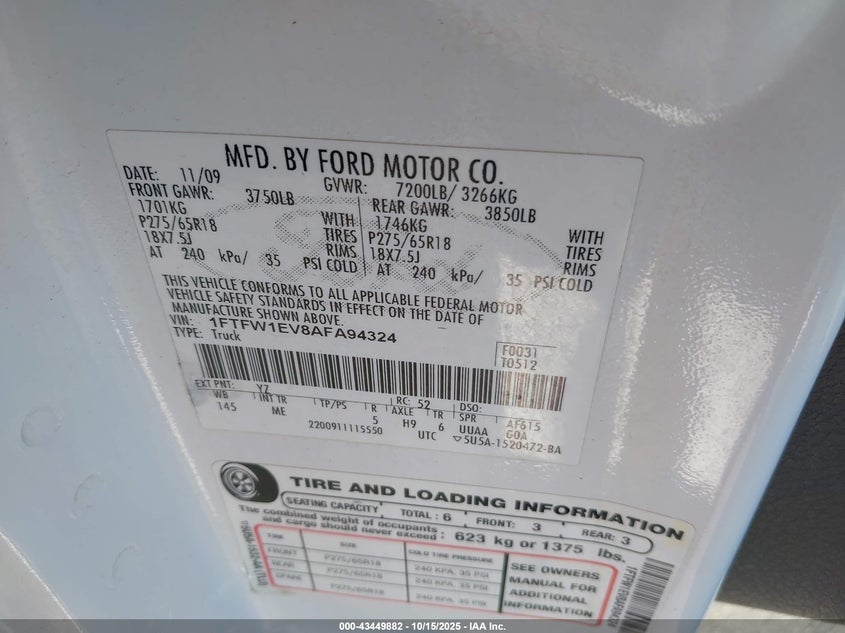 MFD. BY FORD MOTOR CO.
DATE: 11/09 GVWR: 7200LB/ 3266KG
FRONT GAWR: 3750LB REAR GAWR: 3850LB
1701KG WITH 1746KG WITH
P275/65R18 TIRES P275/65R18 TIRES
18X7.5J RIMS 18X7.5J RIMS
AT 240 kPa/ 35 PSI COLD AT 240 kPa/ 35 PSI COLD
THIS VEHICLE CONFORMS TO ALL APPLICABLE FEDERAL MOTOR
VEHICLE SAFETY STANDARDS IN EFFECT ON THE DATE OF
MANUFACTURE SHOWN ABOVE.
VIN: 1FTFW1EV8AFA94324
TYPE: Truck
F0031
T0512
EXT PNT: YZ RC: 52 DSO:
WB INT TR TP/PS R AXLE TR SPR AF615
145 ME 5 H9 6 UUAA GOA
2200911115550 UTC ▽5U5A-1520472-BA
TIRE AND LOADING INFORMATION
SEATING CAPACITY TOTAL: 6 FRONT: 3 REAR: 3
The combined weight of occupants
and cargo should never exceed: 623 kg or 1375 lbs.
TIRE SIZE COLD TIRE PRESSURE
FRONT P275/65R18 240 KPA, 35 PSI
REAR P275/65R18 240 KPA, 35 PSI
SPARE P275/65R18 240 KPA, 35 PSI
SEE OWNERS
MANUAL FOR
ADDITIONAL
INFORMATION
000-43449882 - 10/15/2025 - IAA Inc.